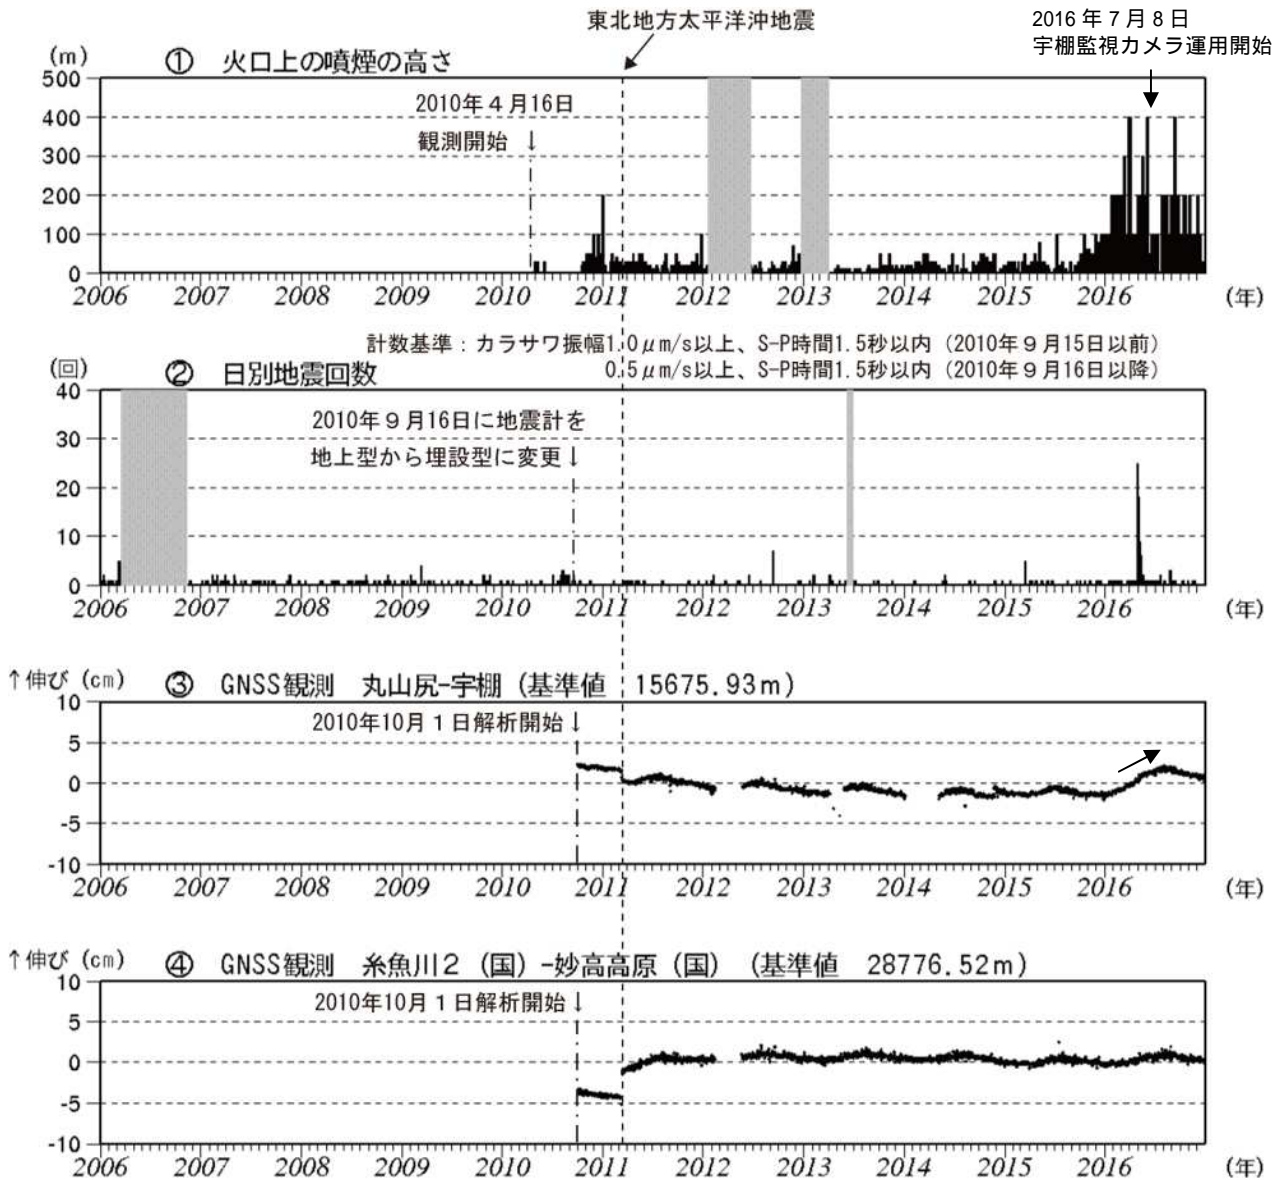 東北地方太平洋沖地震
2016年7月8日
宇棚監視カメラ運用開始
(m) ① 火口上の噴煙の高さ
500
400
300
200
100
0
2010年4月16日
観測開始 ↓
2006 2007 2008 2009 2010 2011 2012 2013 2014 2015 2016 (年)
計数基準：カラサワ振幅1.0μm/s以上、S-P時間1.5秒以内（2010年9月15日以前）
0.5μm/s以上、S-P時間1.5秒以内（2010年9月16日以降）
(回) ② 日別地震回数
40
30
20
10
0
2010年9月16日に地震計を
地上型から埋設型に変更↓
2006 2007 2008 2009 2010 2011 2012 2013 2014 2015 2016 (年)
↑伸び (cm) ③ GNSS観測 丸山尻-宇棚（基準値 15675.93m）
10
5
0
-5
-10
2010年10月1日解析開始↓
2006 2007 2008 2009 2010 2011 2012 2013 2014 2015 2016 (年)
↑伸び (cm) ④ GNSS観測 糸魚川2（国）-妙高高原（国）（基準値 28776.52m）
10
5
0
-5
-10
2010年10月1日解析開始↓
2006 2007 2008 2009 2010 2011 2012 2013 2014 2015 2016 (年)